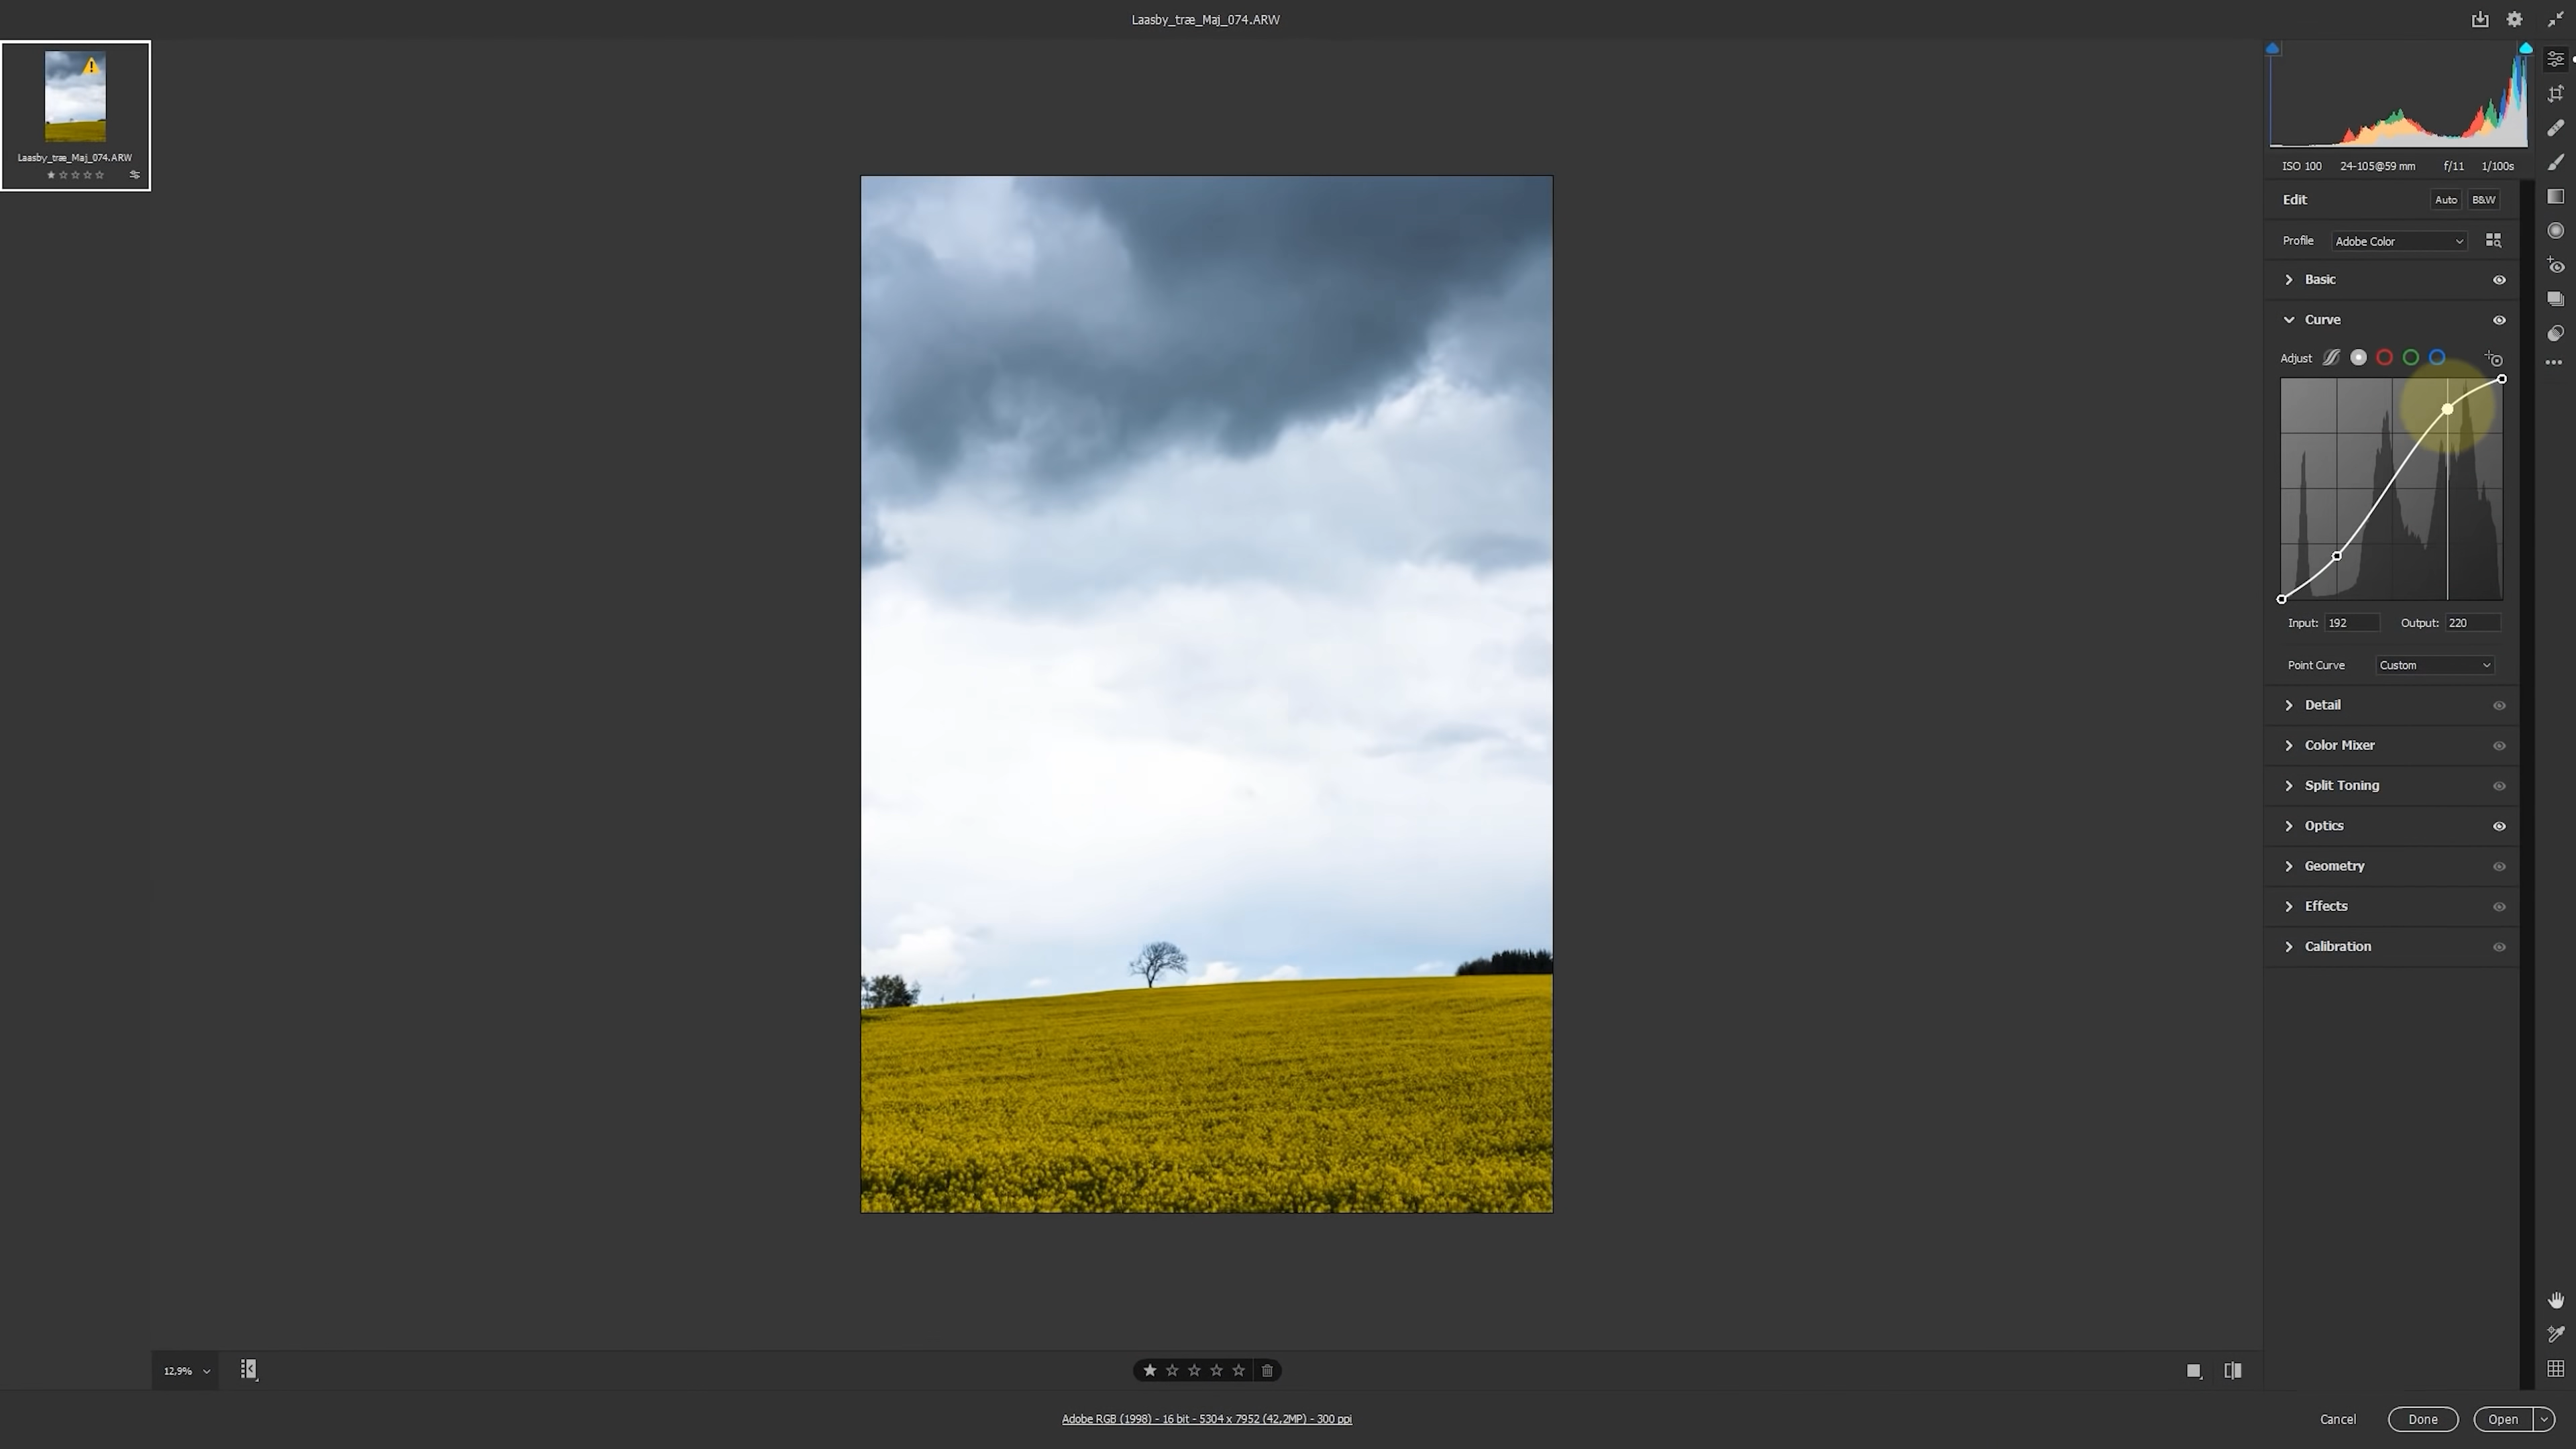 Laasby_træ_Maj_074.ARW
Laasby_træ_Maj_074.ARW
ISO 100 24-105@59 mm f/11 1/100s
Edit Auto B&W
Profile Adobe Color
Basic
Curve
Adjust
Input: 192 Output: 220
Point Curve Custom
Detail
Color Mixer
Split Toning
Optics
Geometry
Effects
Calibration
12,9%
Adobe RGB (1998) - 16 bit - 5304 x 7952 (42,2MP) - 300 ppi
Cancel Done Open